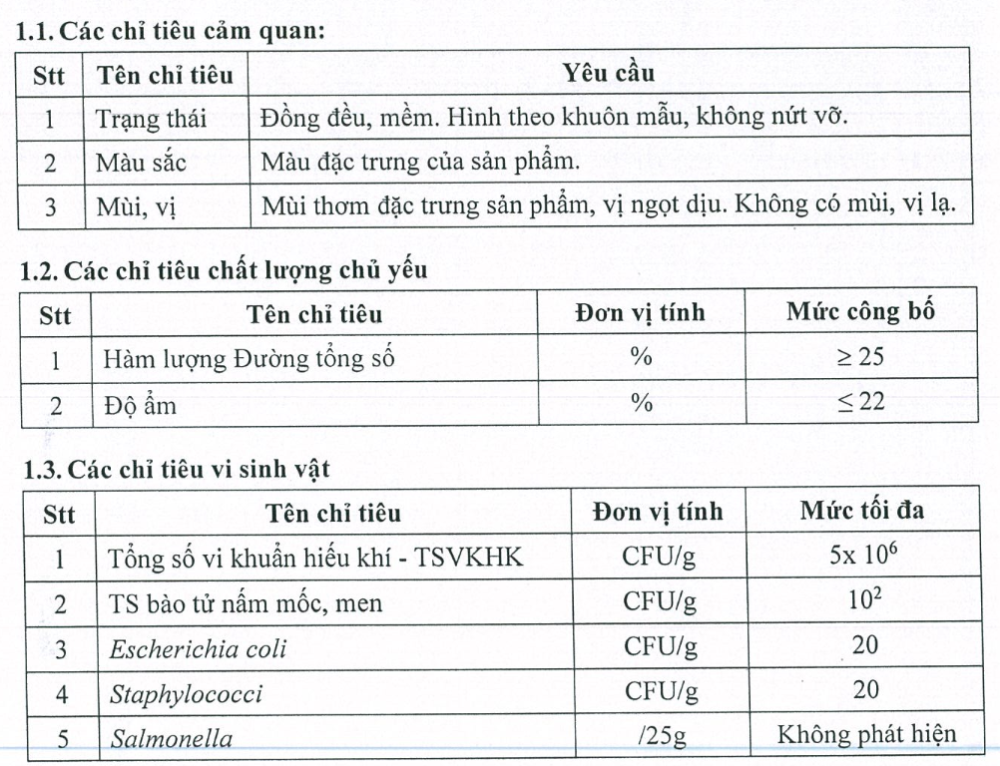 1.1. Các chỉ tiêu cảm quan:
Stt Tên chỉ tiêu Yêu cầu
1 Trạng thái Đồng đều, mềm. Hình theo khuôn mẫu, không nứt vỡ.
2 Màu sắc Màu đặc trưng của sản phẩm.
3 Mùi, vị Mùi thơm đặc trưng sản phẩm, vị ngọt dịu. Không có mùi, vị lạ.
1.2. Các chỉ tiêu chất lượng chủ yếu
Stt Tên chỉ tiêu Đơn vị tính Mức công bố
1 Hàm lượng Đường tổng số % ≥ 25
2 Độ ẩm % ≤ 22
1.3. Các chỉ tiêu vi sinh vật
Stt Tên chỉ tiêu Đơn vị tính Mức tối đa
1 Tổng số vi khuẩn hiếu khí - TSVKHK CFU/g 5x 10⁶
2 TS bào tử nấm mốc, men CFU/g 10²
3 Escherichia coli CFU/g 20
4 Staphylococci CFU/g 20
5 Salmonella /25g Không phát hiện